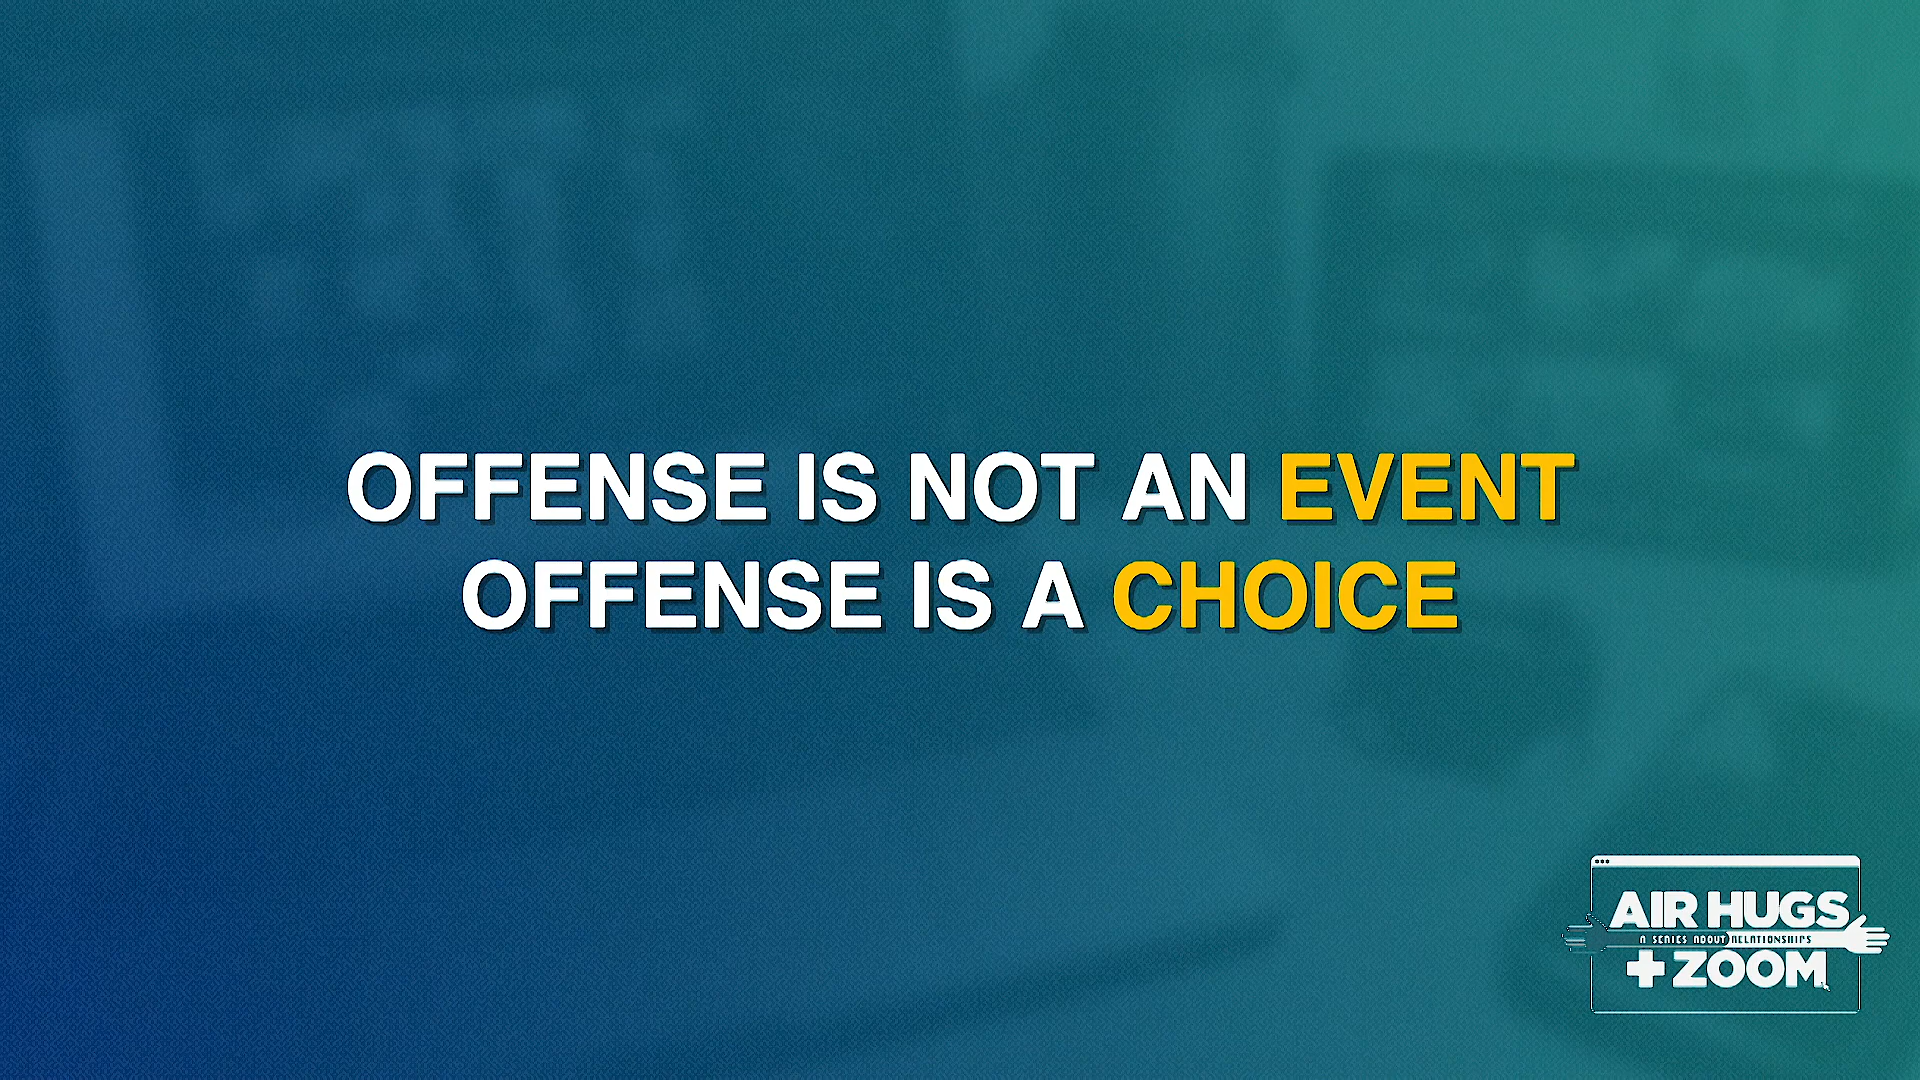 OFFENSE IS NOT AN EVENT
OFFENSE IS A CHOICE
AIR HUGS
A SERIES ABOUT RELATIONSHIPS
+ ZOOM